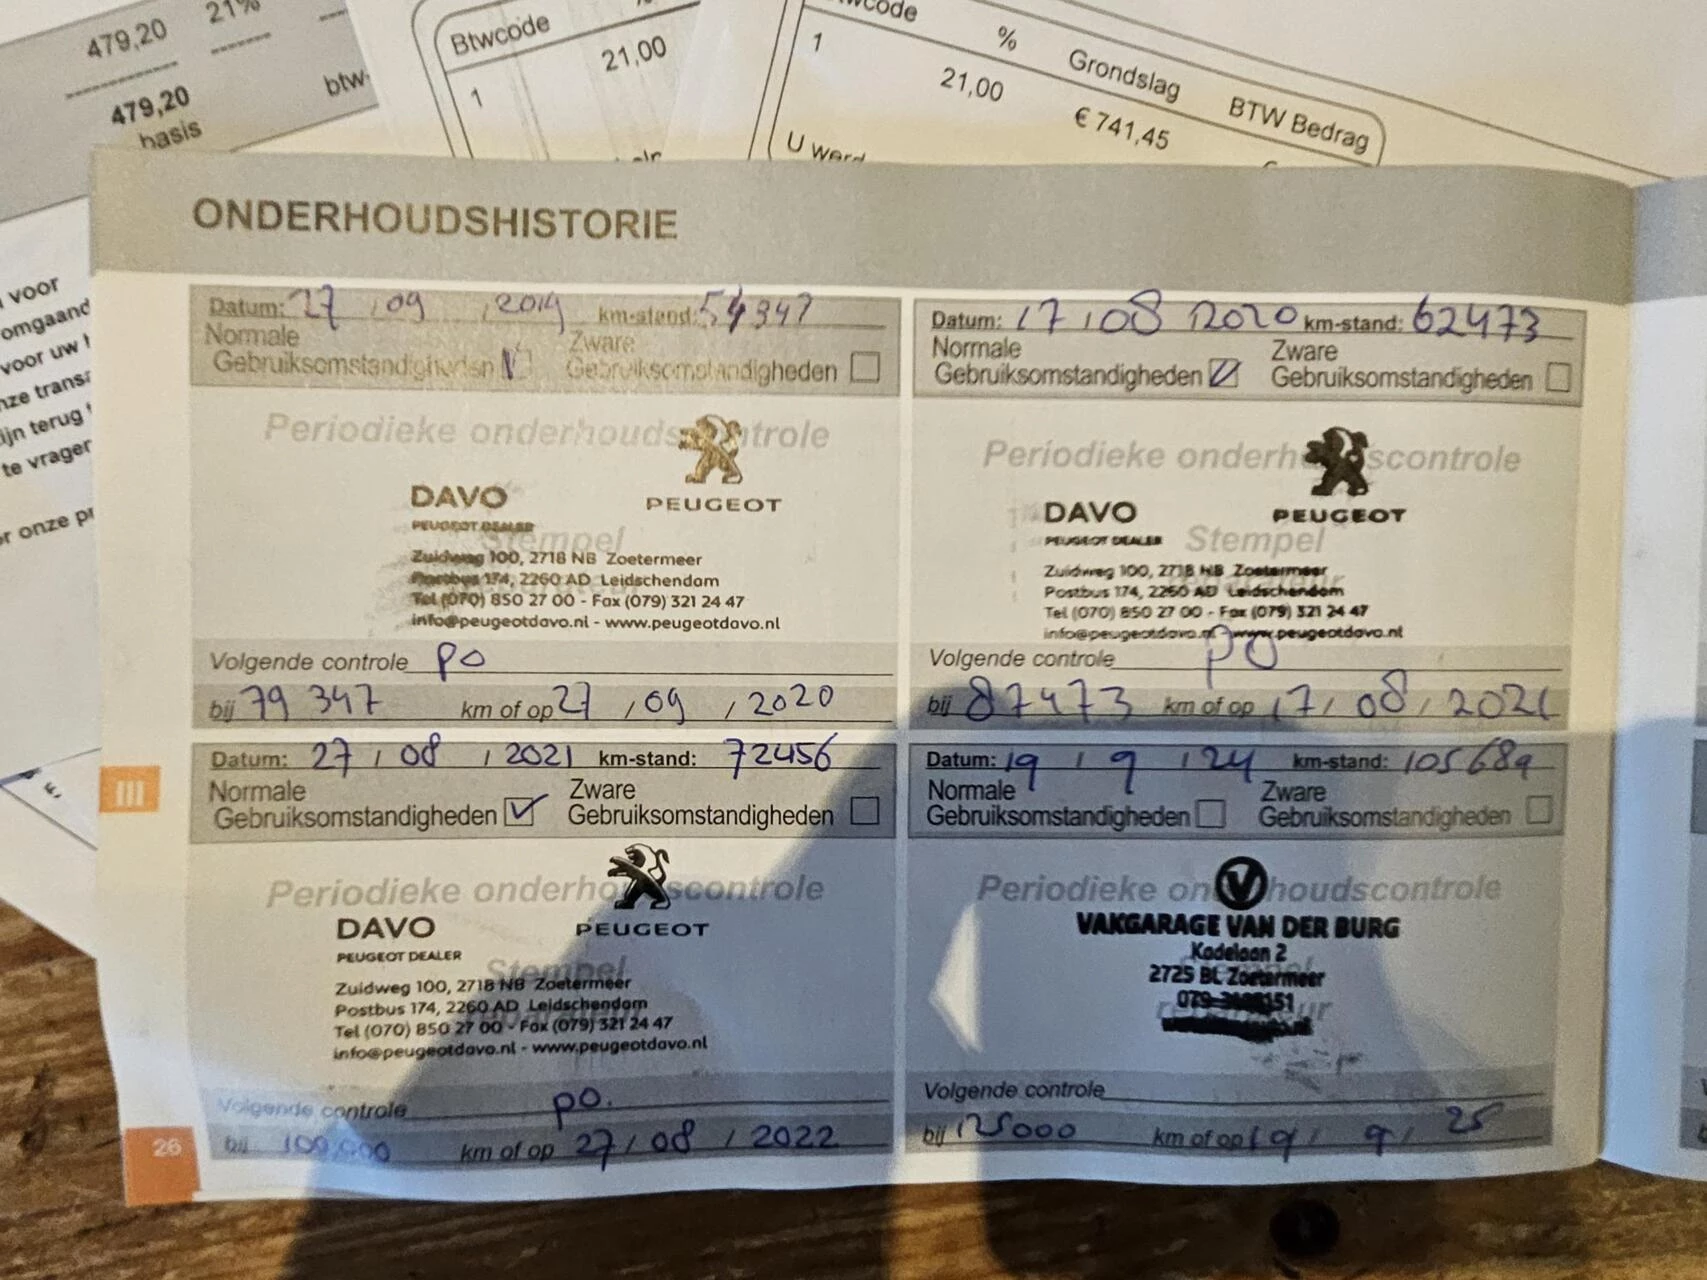 479,20 21%
479,20 btw-
basis
Btwcode
1 21,00
% Grondslag BTW Bedrag
1 21,00 € 741,45
U werd
voor
omgaand
voor uw
te vrager
ONDERHOUDSHISTORIE
Datum: 27 / 09 / 2019 km-stand: 54347
Normale Zware
Gebruiksomstandigheden Gebruiksomstandigheden
Periodieke onderhoudscontrole
DAVO PEUGEOT
PEUGEOT DEALER
Stempel
Zuidweg 100, 2718 NB Zoetermeer
Postbus 174, 2260 AD Leidschendam
Tel (070) 850 27 00 - Fax (079) 321 24 47
info@peugeotdavo.nl - www.peugeotdavo.nl
Volgende controle po
bij 79 347 km of op 27 / 09 / 2020
Datum: 17 / 08 / 2020 km-stand: 62473
Normale Zware
Gebruiksomstandigheden Gebruiksomstandigheden
Periodieke onderhoudscontrole
DAVO PEUGEOT
PEUGEOT DEALER
Stempel
Zuidweg 100, 2718 NB Zoetermeer
Postbus 174, 2260 AD Leidschendam
Tel (070) 850 27 00 - Fax (079) 321 24 47
info@peugeotdavo.nl - www.peugeotdavo.nl
Volgende controle po
bij 87473 km of op 17 / 08 / 2021
Datum: 27 / 08 / 2021 km-stand: 72456
Normale Zware
Gebruiksomstandigheden Gebruiksomstandigheden
Periodieke onderhoudscontrole
DAVO PEUGEOT
PEUGEOT DEALER
Stempel
Zuidweg 100, 2718 NB Zoetermeer
Postbus 174, 2260 AD Leidschendam
Tel (070) 850 27 00 - Fax (079) 321 24 47
info@peugeotdavo.nl - www.peugeotdavo.nl
Volgende controle po.
bij 100,000 km of op 27 / 08 / 2022
Datum: 19 / 9 / 24 km-stand: 105689
Normale Zware
Gebruiksomstandigheden Gebruiksomstandigheden
Periodieke onderhoudscontrole
V
VAKGARAGE VAN DER BURG
Kadelaan 2
2725 BL Zoetermeer
Volgende controle
bij 125000 km of op 19 / 9 / 25
III
26